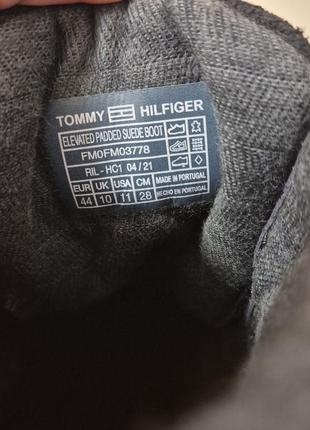 TOMMY HILFIGER
ELEVATED PADDED SUEDE BOOT
FM0FM03778
RIL - HC1 04 / 21
EUR UK USA CM MADE IN PORTUGAL
44 10 11 28 HECHO EN PORTUGAL